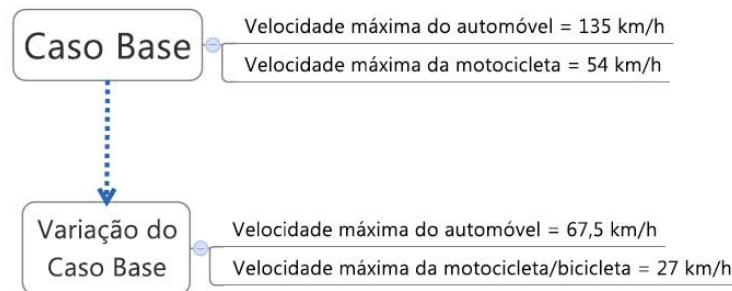 Caso Base
Velocidade máxima do automóvel = 135 km/h
Velocidade máxima da motocicleta = 54 km/h
Variação do
Caso Base
Velocidade máxima do automóvel = 67,5 km/h
Velocidade máxima da motocicleta/bicicleta = 27 km/h